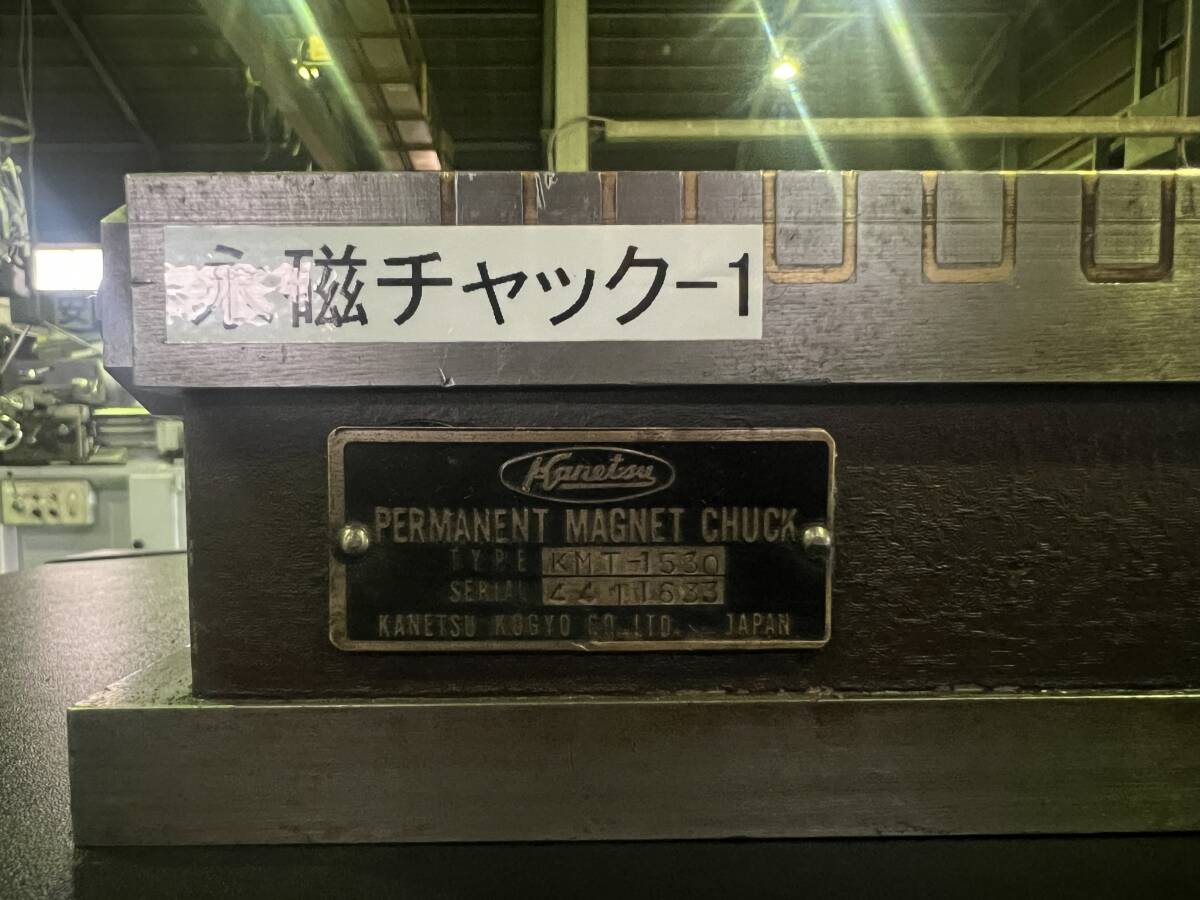 永磁チャック-1
Kanetsu
PERMANENT MAGNET CHUCK
TYPE KMT-1530
SERIAL 4411633
KANETSU KOGYO CO.LTD. JAPAN